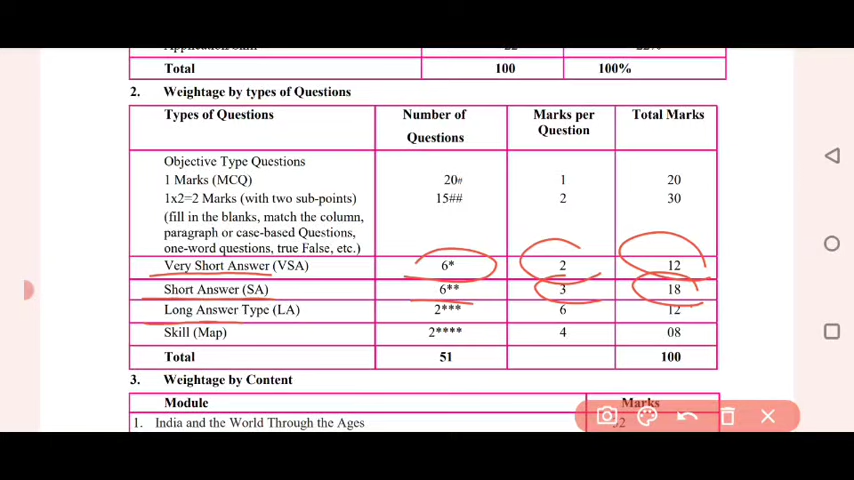 Total 100 100%
2. Weightage by types of Questions
Types of Questions Number of Questions Marks per Question Total Marks
Objective Type Questions
1 Marks (MCQ) 20# 1 20
1x2=2 Marks (with two sub-points) 15## 2 30
(fill in the blanks, match the column,
paragraph or case-based Questions,
one-word questions, true False, etc.)
Very Short Answer (VSA) 6* 2 12
Short Answer (SA) 6** 3 18
Long Answer Type (LA) 2*** 6 12
Skill (Map) 2**** 4 08
Total 51 100
3. Weightage by Content
Module Marks
1. India and the World Through the Ages